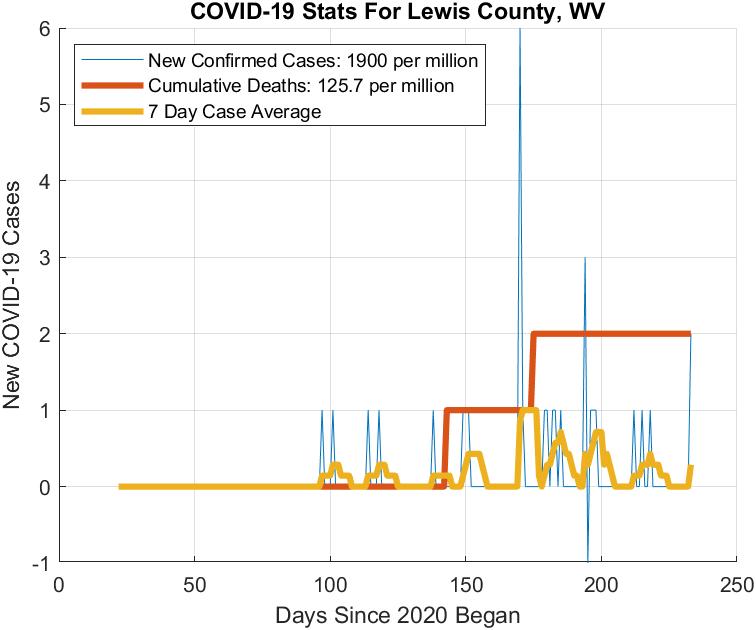 COVID-19 Stats For Lewis County, WV
New Confirmed Cases: 1900 per million
Cumulative Deaths: 125.7 per million
7 Day Case Average
New COVID-19 Cases
6
5
4
3
2
1
0
-1
0 50 100 150 200 250
Days Since 2020 Began